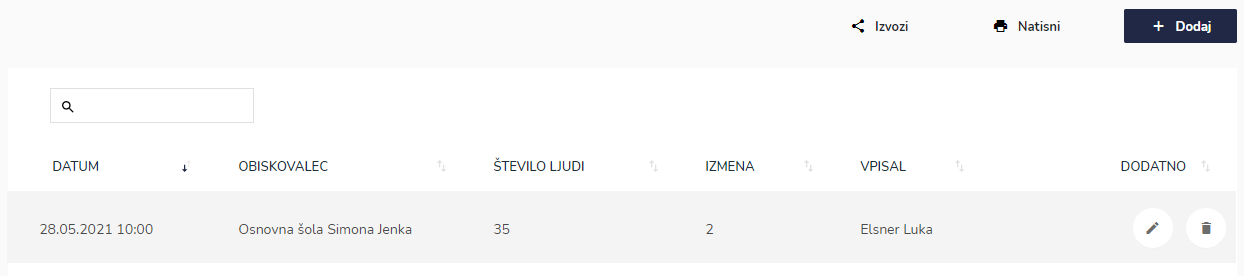 Izvozi Natisni + Dodaj
DATUM OBISKOVALEC ŠTEVILO LJUDI IZMENA VPISAL DODATNO
28.05.2021 10:00 Osnovna šola Simona Jenka 35 2 Elsner Luka